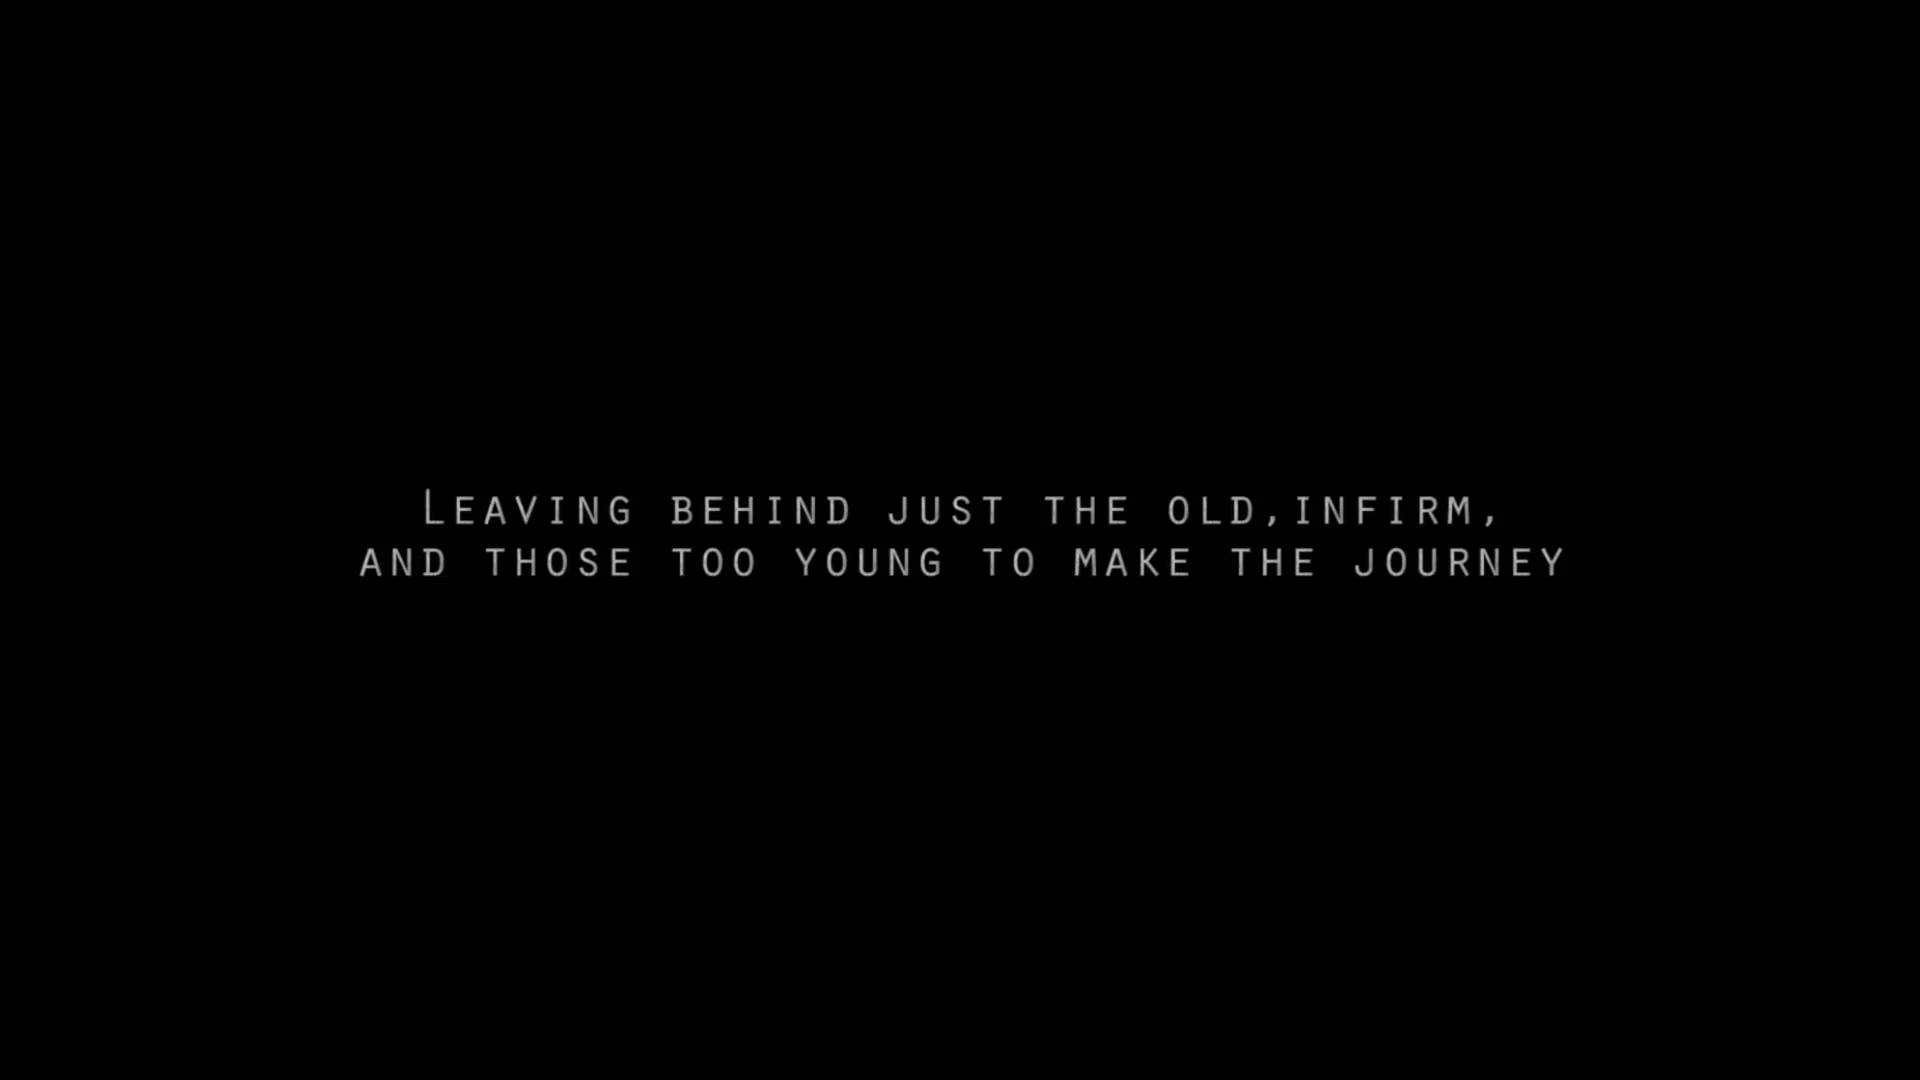 Leaving behind just the old,infirm,
and those too young to make the journey